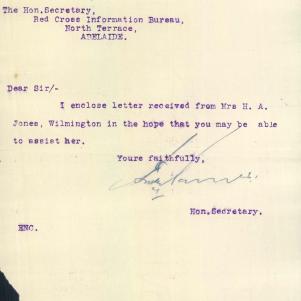 The Hon.Secretary,
Red Cross Information Bureau,
North Terrace,
ADELAIDE.
Dear Sir/-
I enclose letter received from Mrs H. A.
Jones, Wilmington in the hope that you may be able
to assist her.
Yours faithfully,
Hon.Secretary.
ENC.